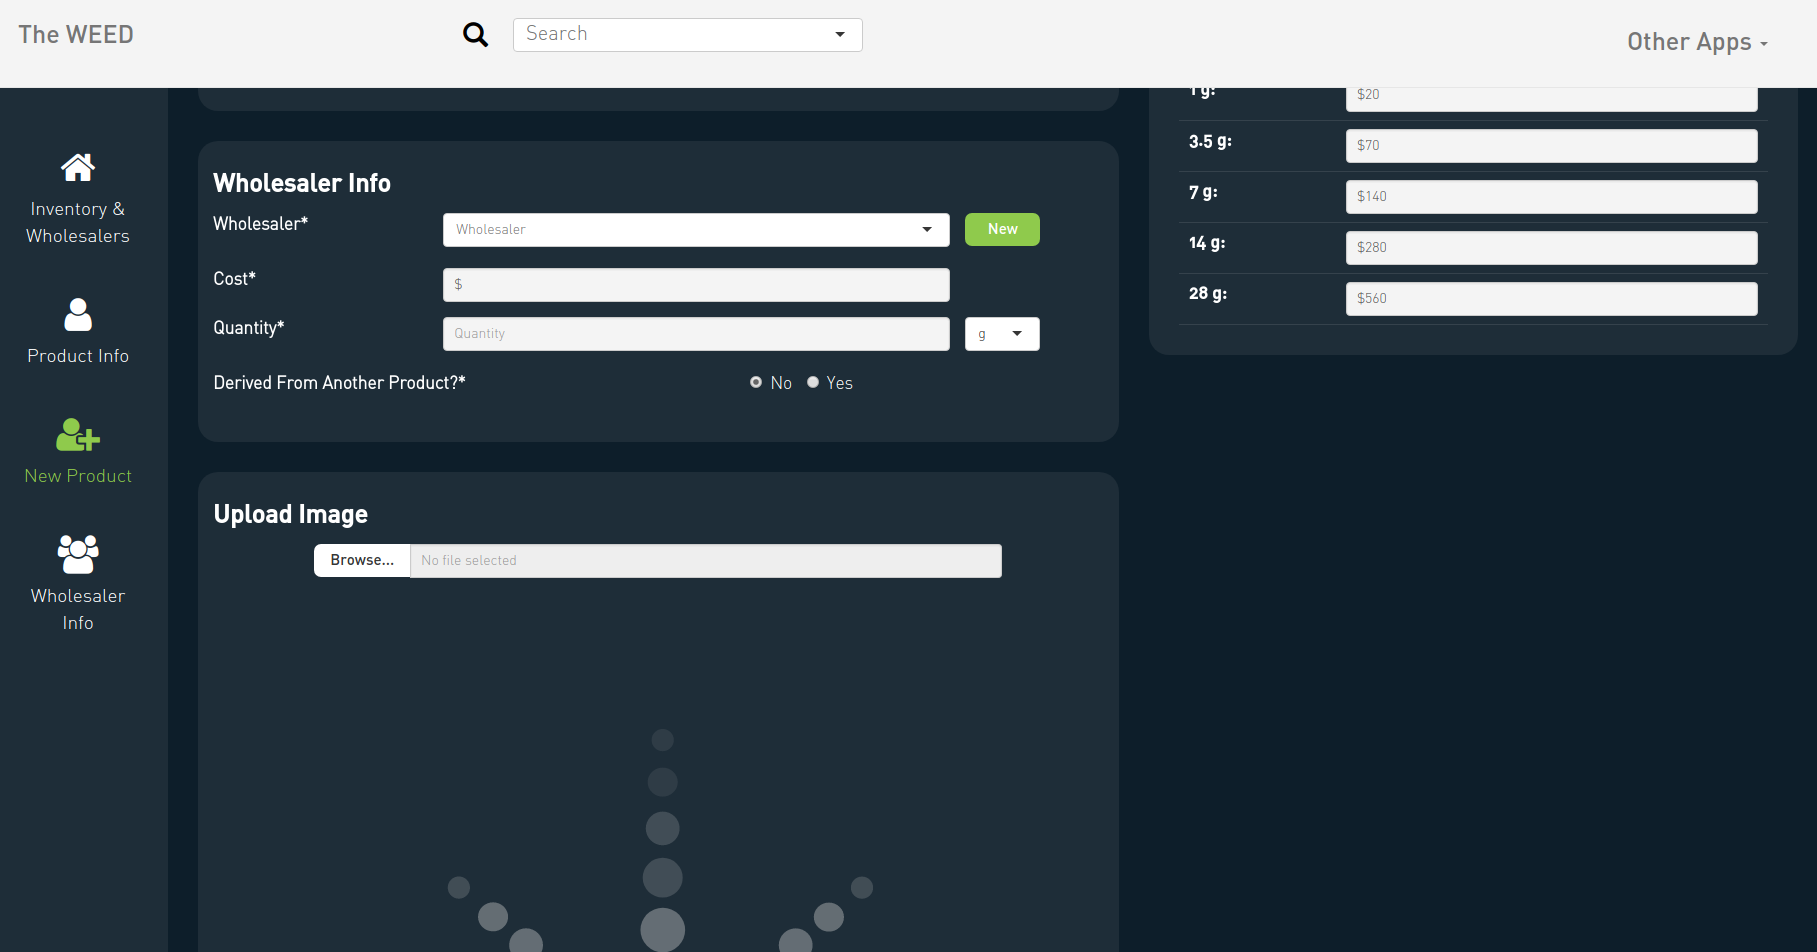 The WEED
Search
Other Apps
Inventory &
Wholesalers
Product Info
New Product
Wholesaler
Info
Wholesaler Info
Wholesaler*
Wholesaler
New
Cost*
$
Quantity*
Quantity
g
Derived From Another Product?*
No
Yes
Upload Image
Browse...
No file selected
1 g:
$20
3.5 g:
$70
7 g:
$140
14 g:
$280
28 g:
$560